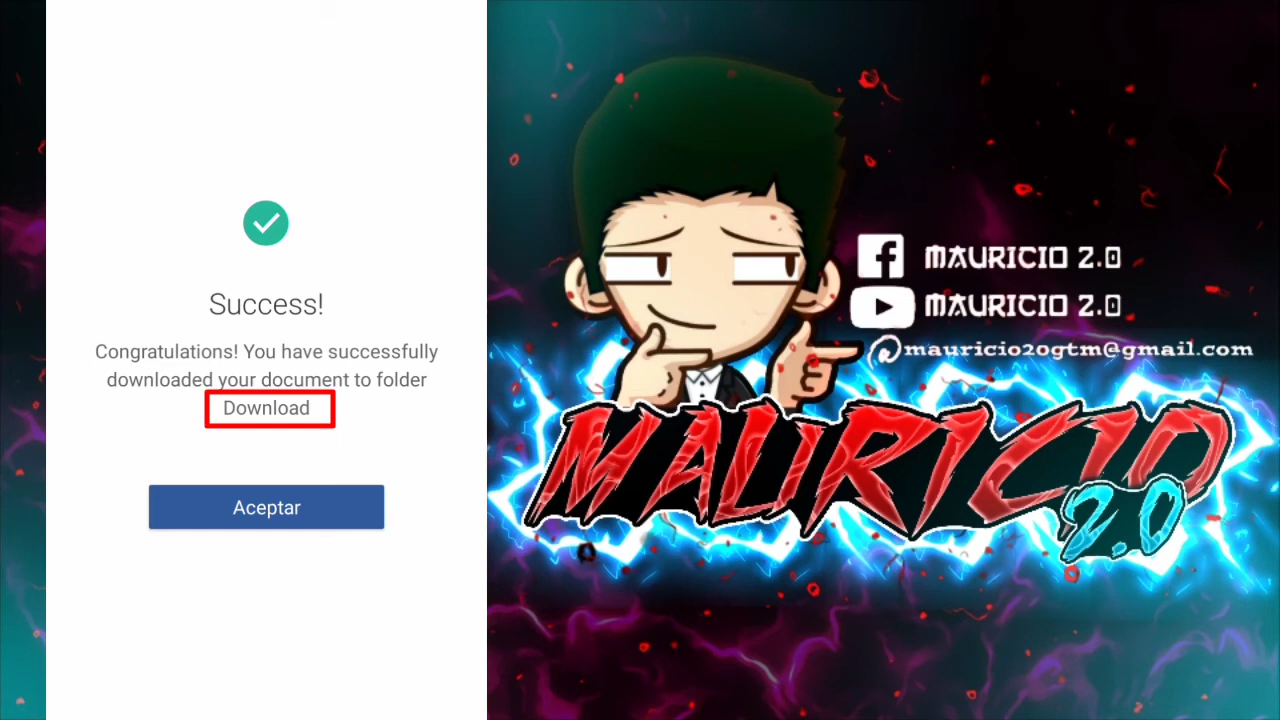 Success!
Congratulations! You have successfully
downloaded your document to folder
Download
Aceptar
MAURICIO 2.0
MAURICIO 2.0
mauricio20gtm@gmail.com
MAURICIO
2.0